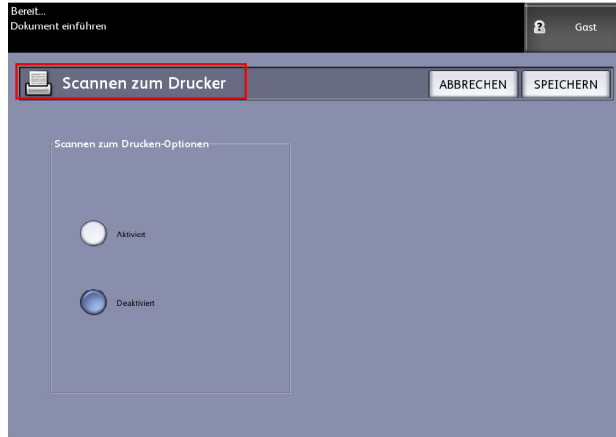 Bereit...
Dokument einführen
Gast
Scannen zum Drucker
ABBRECHEN
SPEICHERN
Scannen zum Drucken-Optionen
Aktiviert
Deaktiviert